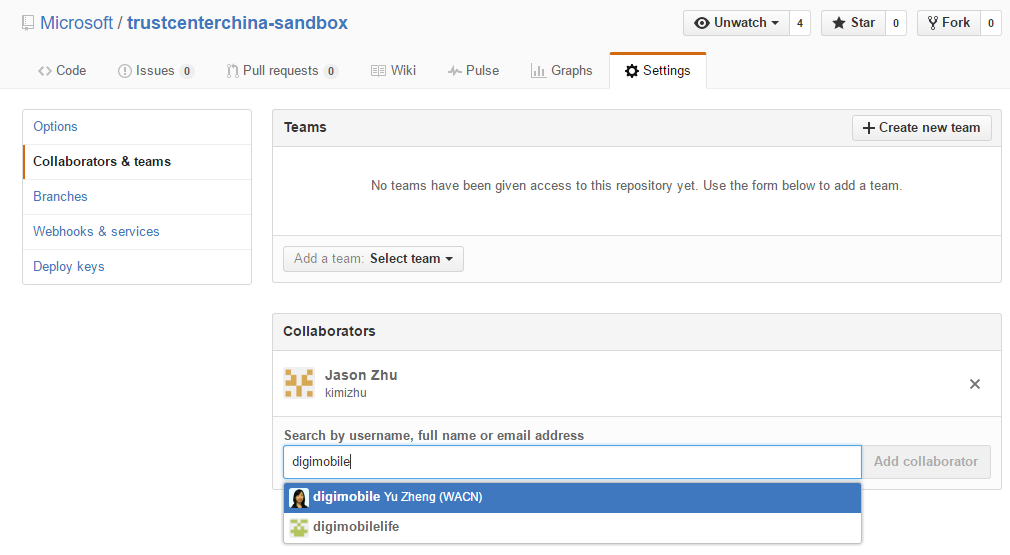 Microsoft / trustcenterchina-sandbox
Unwatch 4
Star 0
Fork 0
Code
Issues 0
Pull requests 0
Wiki
Pulse
Graphs
Settings
Options
Collaborators & teams
Branches
Webhooks & services
Deploy keys
Teams
Create new team
No teams have been given access to this repository yet. Use the form below to add a team.
Add a team: Select team
Collaborators
Jason Zhu
kimizhu
Search by username, full name or email address
digimobile
Add collaborator
digimobile Yu Zheng (WACN)
digimobilelife